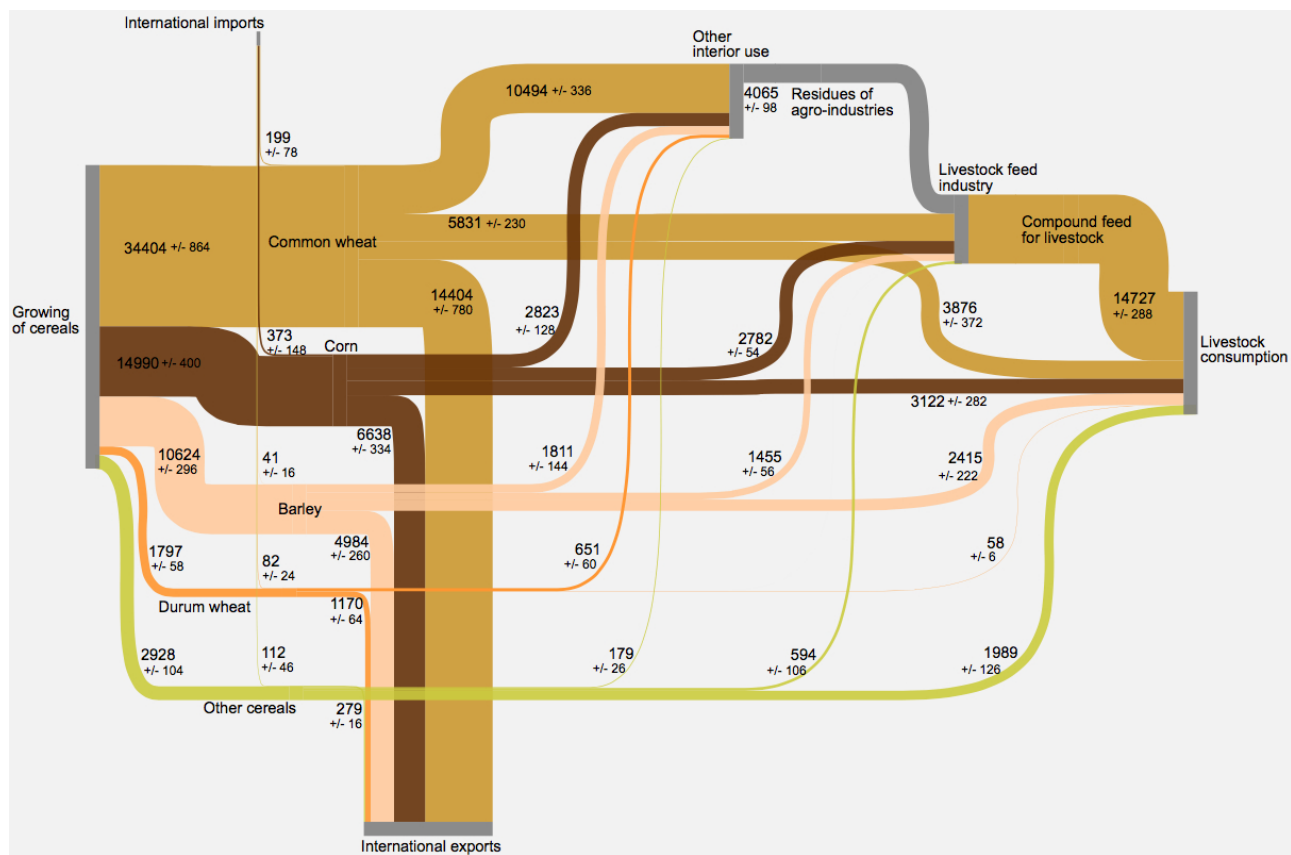 International imports
Other
interior use
10494 +/- 336
4065
+/- 98
Residues of
agro-industries
199
+/- 78
Livestock feed
industry
5831 +/- 230
Compound feed
for livestock
34404 +/- 864
Common wheat
14404
+/- 780
2823
+/- 128
3876
+/- 372
14727
+/- 288
Growing
of cereals
373
+/- 148
Corn
2782
+/- 54
Livestock
consumption
14990 +/- 400
3122 +/- 282
6638
+/- 334
10624
+/- 296
41
+/- 16
1811
+/- 144
1455
+/- 56
2415
+/- 222
Barley
4984
+/- 260
1797
+/- 58
82
+/- 24
651
+/- 60
58
+/- 6
Durum wheat
1170
+/- 64
2928
+/- 104
112
+/- 46
179
+/- 26
594
+/- 106
1989
+/- 126
Other cereals
279
+/- 16
International exports